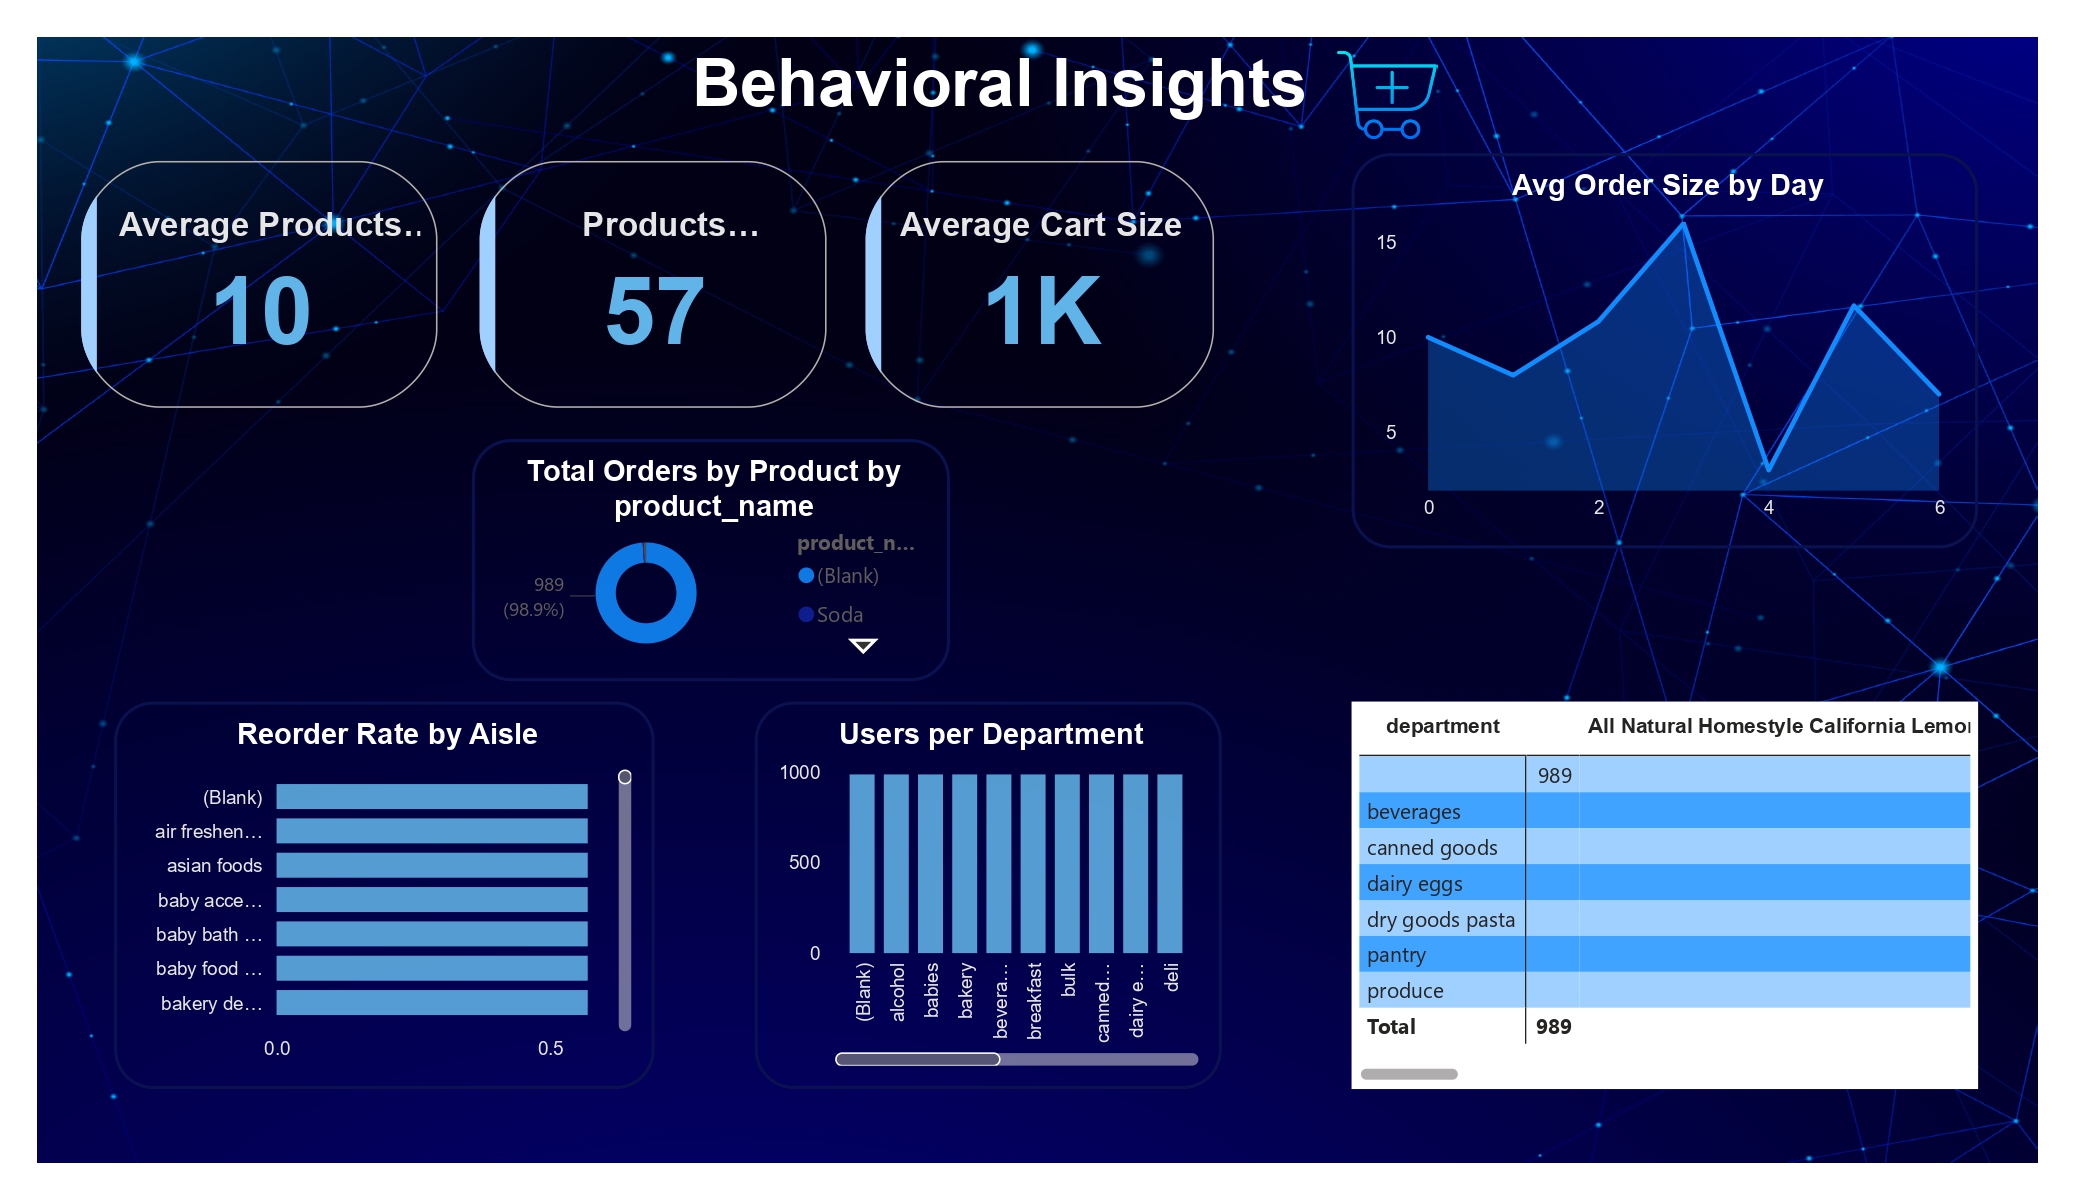 Behavioral Insights
Average Products..
10
Products...
57
Average Cart Size
1K
Avg Order Size by Day
15
10
5
0 2 4 6
Total Orders by Product by
product_name
989
(98.9%)
product_n...
(Blank)
Soda
Reorder Rate by Aisle
(Blank)
air freshen...
asian foods
baby acce...
baby bath ...
baby food ...
bakery de...
0.0 0.5
Users per Department
1000
500
0
(Blank)
alcohol
babies
bakery
bevera...
breakfast
bulk
canned...
dairy e...
deli
department All Natural Homestyle California Lemon
989
beverages
canned goods
dairy eggs
dry goods pasta
pantry
produce
Total 989